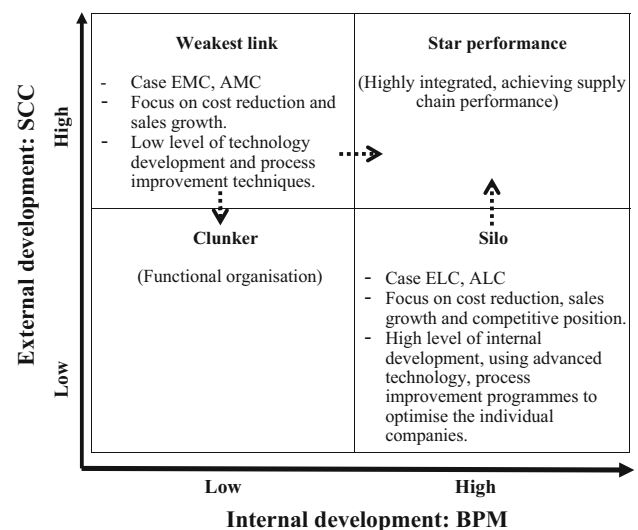 External development: SCC
High
Low
Weakest link
- Case EMC, AMC
- Focus on cost reduction and
sales growth.
- Low level of technology
development and process
improvement techniques.
Star performance
(Highly integrated, achieving supply
chain performance)
Clunker
(Functional organisation)
Silo
- Case ELC, ALC
- Focus on cost reduction, sales
growth and competitive position.
- High level of internal
development, using advanced
technology, process
improvement programmes to
optimise the individual
companies.
Low
High
Internal development: BPM